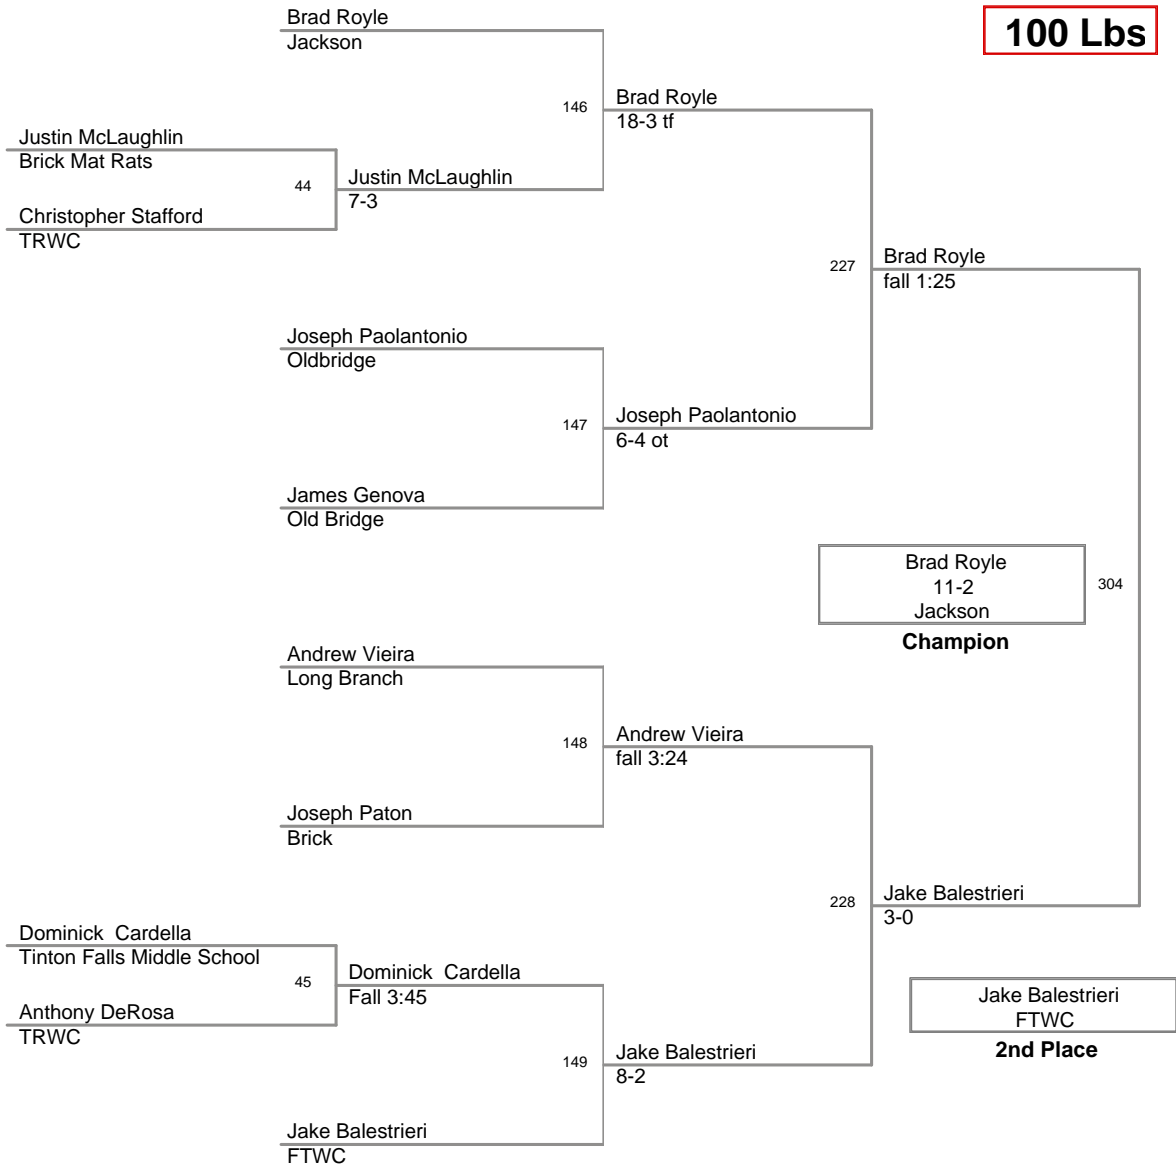 Brad Royle
Jackson
100 Lbs
146
Brad Royle
18-3 tf
Justin McLaughlin
Brick Mat Rats
44
Justin McLaughlin
7-3
Christopher Stafford
TRWC
227
Brad Royle
fall 1:25
Joseph Paolantonio
Oldbridge
147
Joseph Paolantonio
6-4 ot
James Genova
Old Bridge
Brad Royle
11-2
Jackson
304
Champion
Andrew Vieira
Long Branch
148
Andrew Vieira
fall 3:24
Joseph Paton
Brick
228
Jake Balestrieri
3-0
Dominick  Cardella
Tinton Falls Middle School
45
Dominick  Cardella
Fall 3:45
Anthony DeRosa
TRWC
Jake Balestrieri
FTWC
2nd Place
149
Jake Balestrieri
8-2
Jake Balestrieri
FTWC